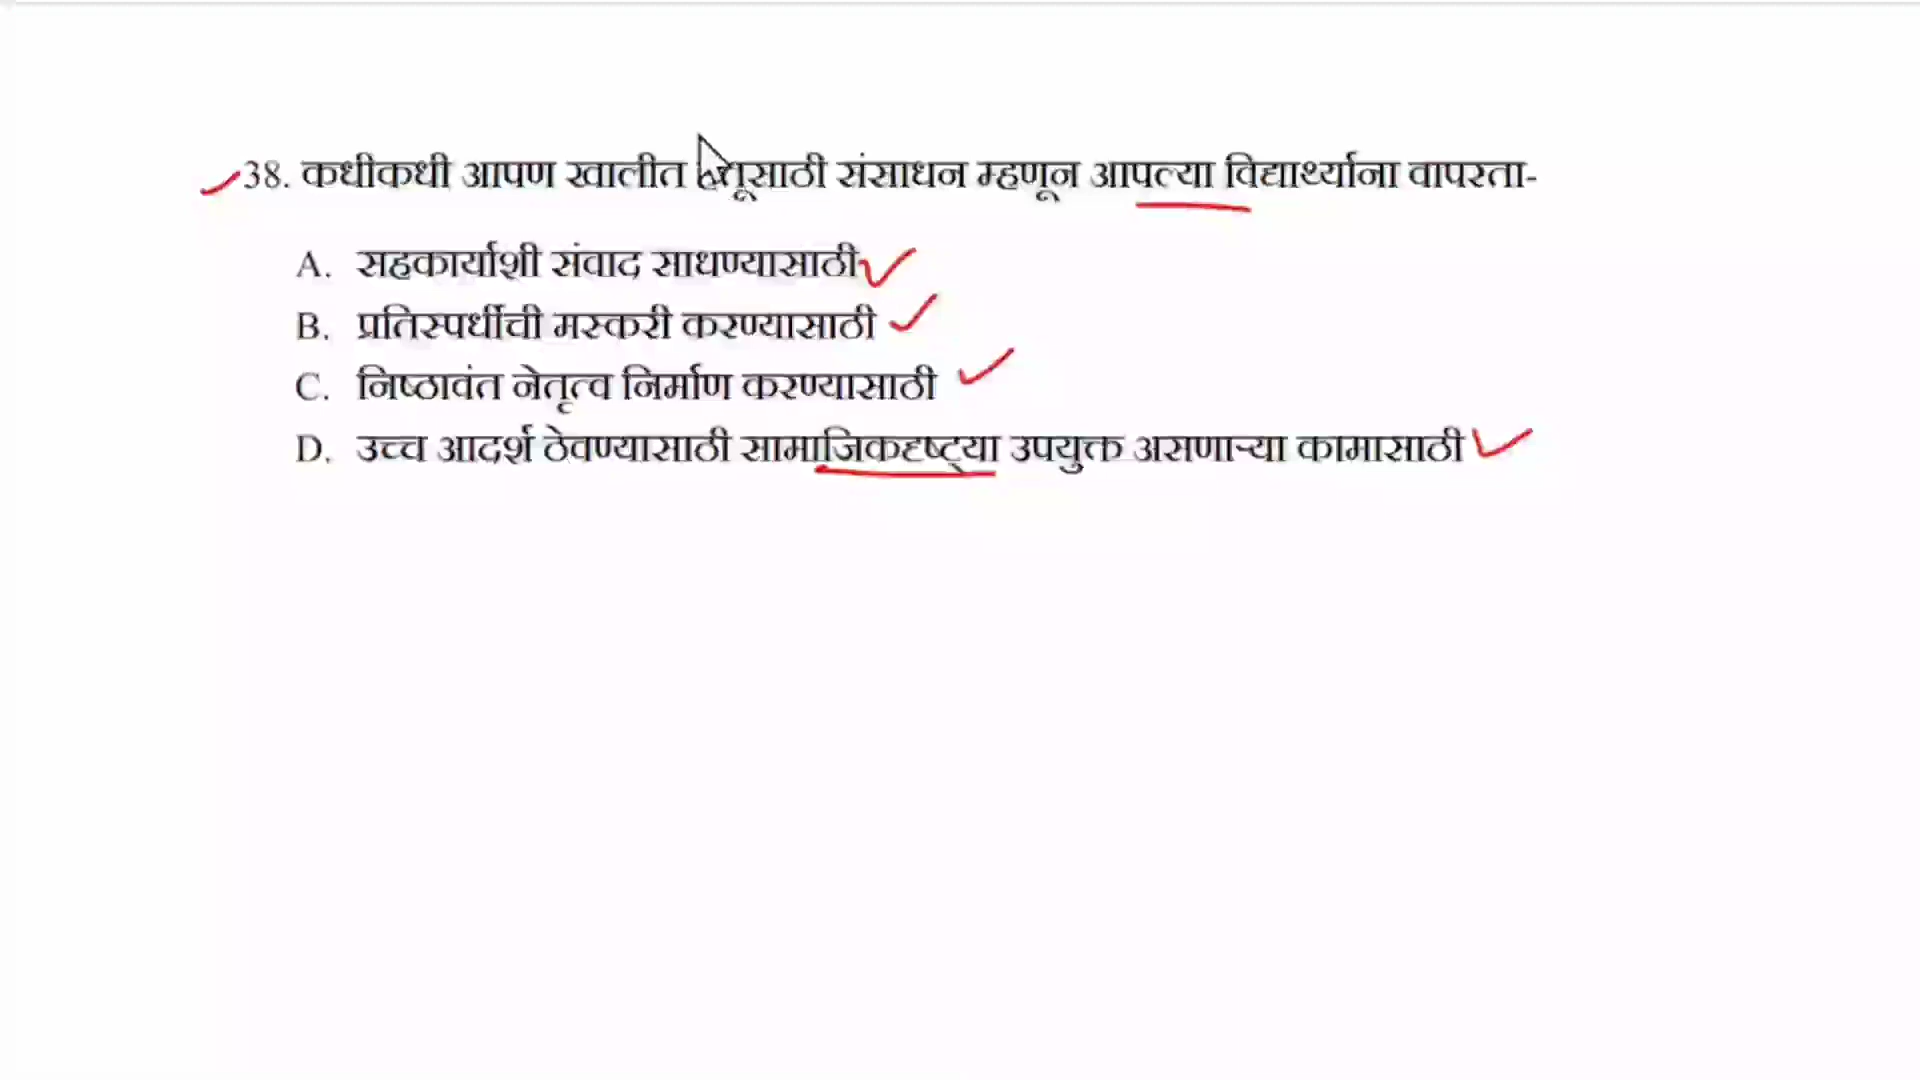 38. कधीकधी आपण खालीत हेतूसाठी संसाधन म्हणून आपल्या विद्यार्थ्यांना वापरता-
A. सहकार्यांशी संवाद साधण्यासाठी
B. प्रतिस्पर्धीची मस्करी करण्यासाठी
C. निष्ठावंत नेतृत्व निर्माण करण्यासाठी
D. उच्च आदर्श ठेवण्यासाठी सामाजिकदृष्ट्या उपयुक्त असणाऱ्या कामासाठी